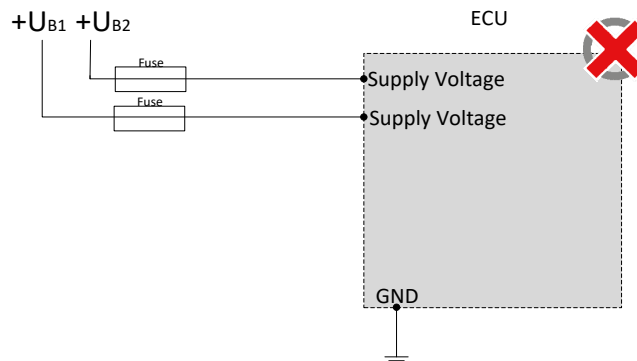 +UB1 +UB2
ECU
Fuse
Supply Voltage
Fuse
Supply Voltage
GND